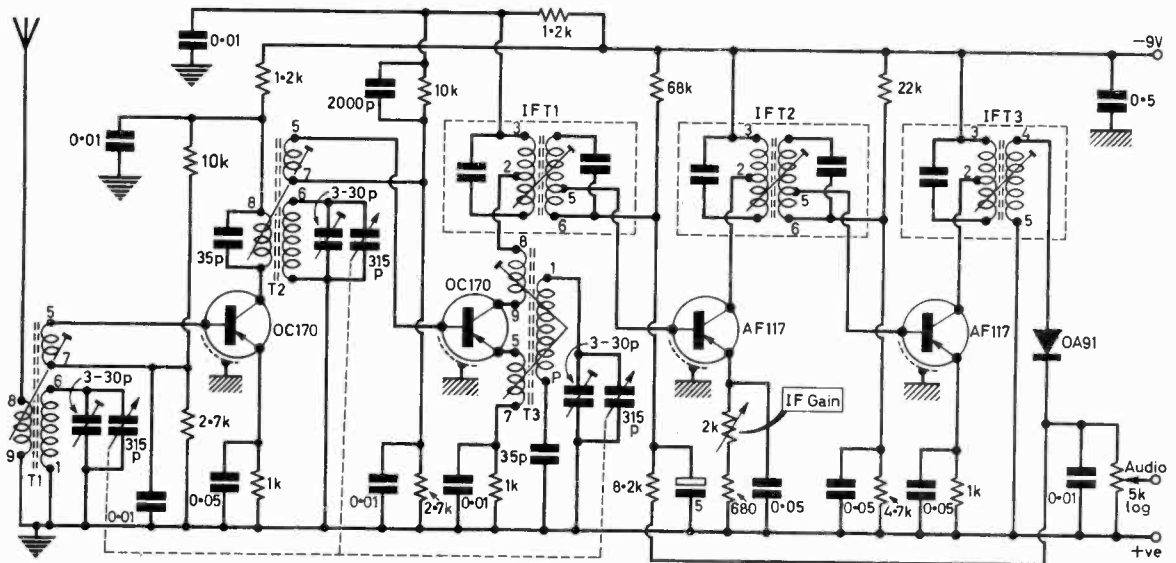 0·01
1·2k
-9V
1·2k
2000p
10k
68k
22k
0·5
0·01
10k
IFT1
IFT2
IFT3
5
7
3-30p
6
8
35p
315
p
T2
3
2
5
6
3
2
5
6
3
4
2
5
OC170
OC170
8
9
1
5
7
T3
P
3-30p
315
p
AF117
AF117
OA91
5
7
3-30p
6
8
9
1
T1
315
p
2·7k
0·01
0·05
1k
0·01
2·7k
0·01
1k
35p
8·2k
5
IF Gain
2k
680
0·05
0·05
4·7k
0·05
1k
0·01
Audio
5k
log
+ve